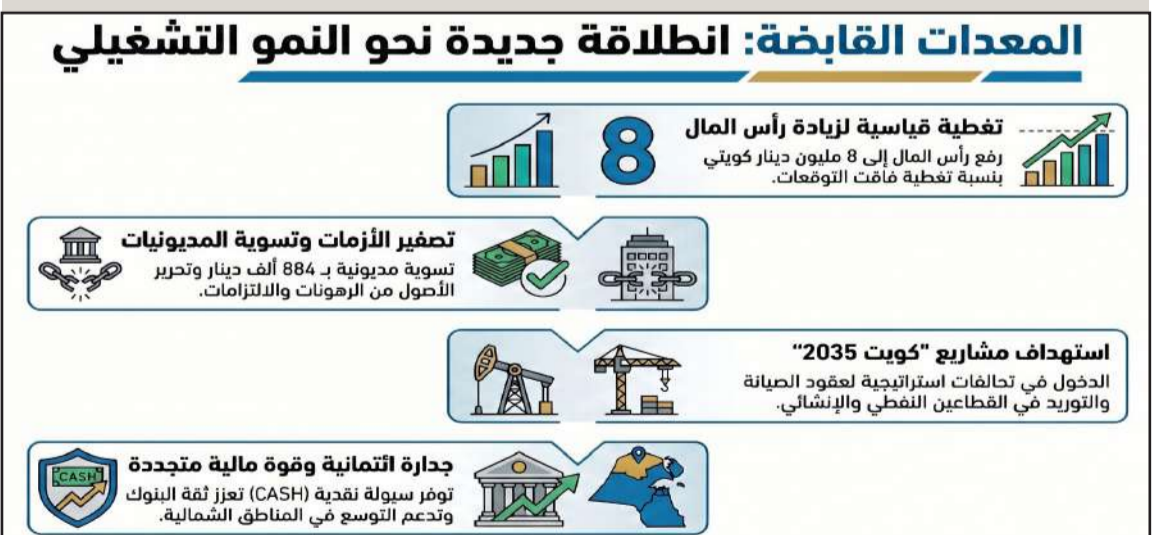 المعدات القابضة: انطلاقة جديدة نحو النمو التشغيلي
تغطية قياسية لزيادة رأس المال
رفع رأس المال إلى 8 مليون دينار كويتي
بنسبة تغطية فاقت التوقعات.
8
تصفير الأزمات وتسوية المديونيات
تسوية مديونية بـ 884 ألف دينار وتحرير
الأصول من الرهونات والالتزامات.
استهداف مشاريع "كويت 2035"
الدخول في تحالفات استراتيجية لعقود الصيانة
والتوريد في القطاعين النفطي والإنشائي.
جدارة ائتمانية وقوة مالية متجددة
توفر سيولة نقدية (CASH) تعزز ثقة البنوك
وتدعم التوسع في المناطق الشمالية.
CASH